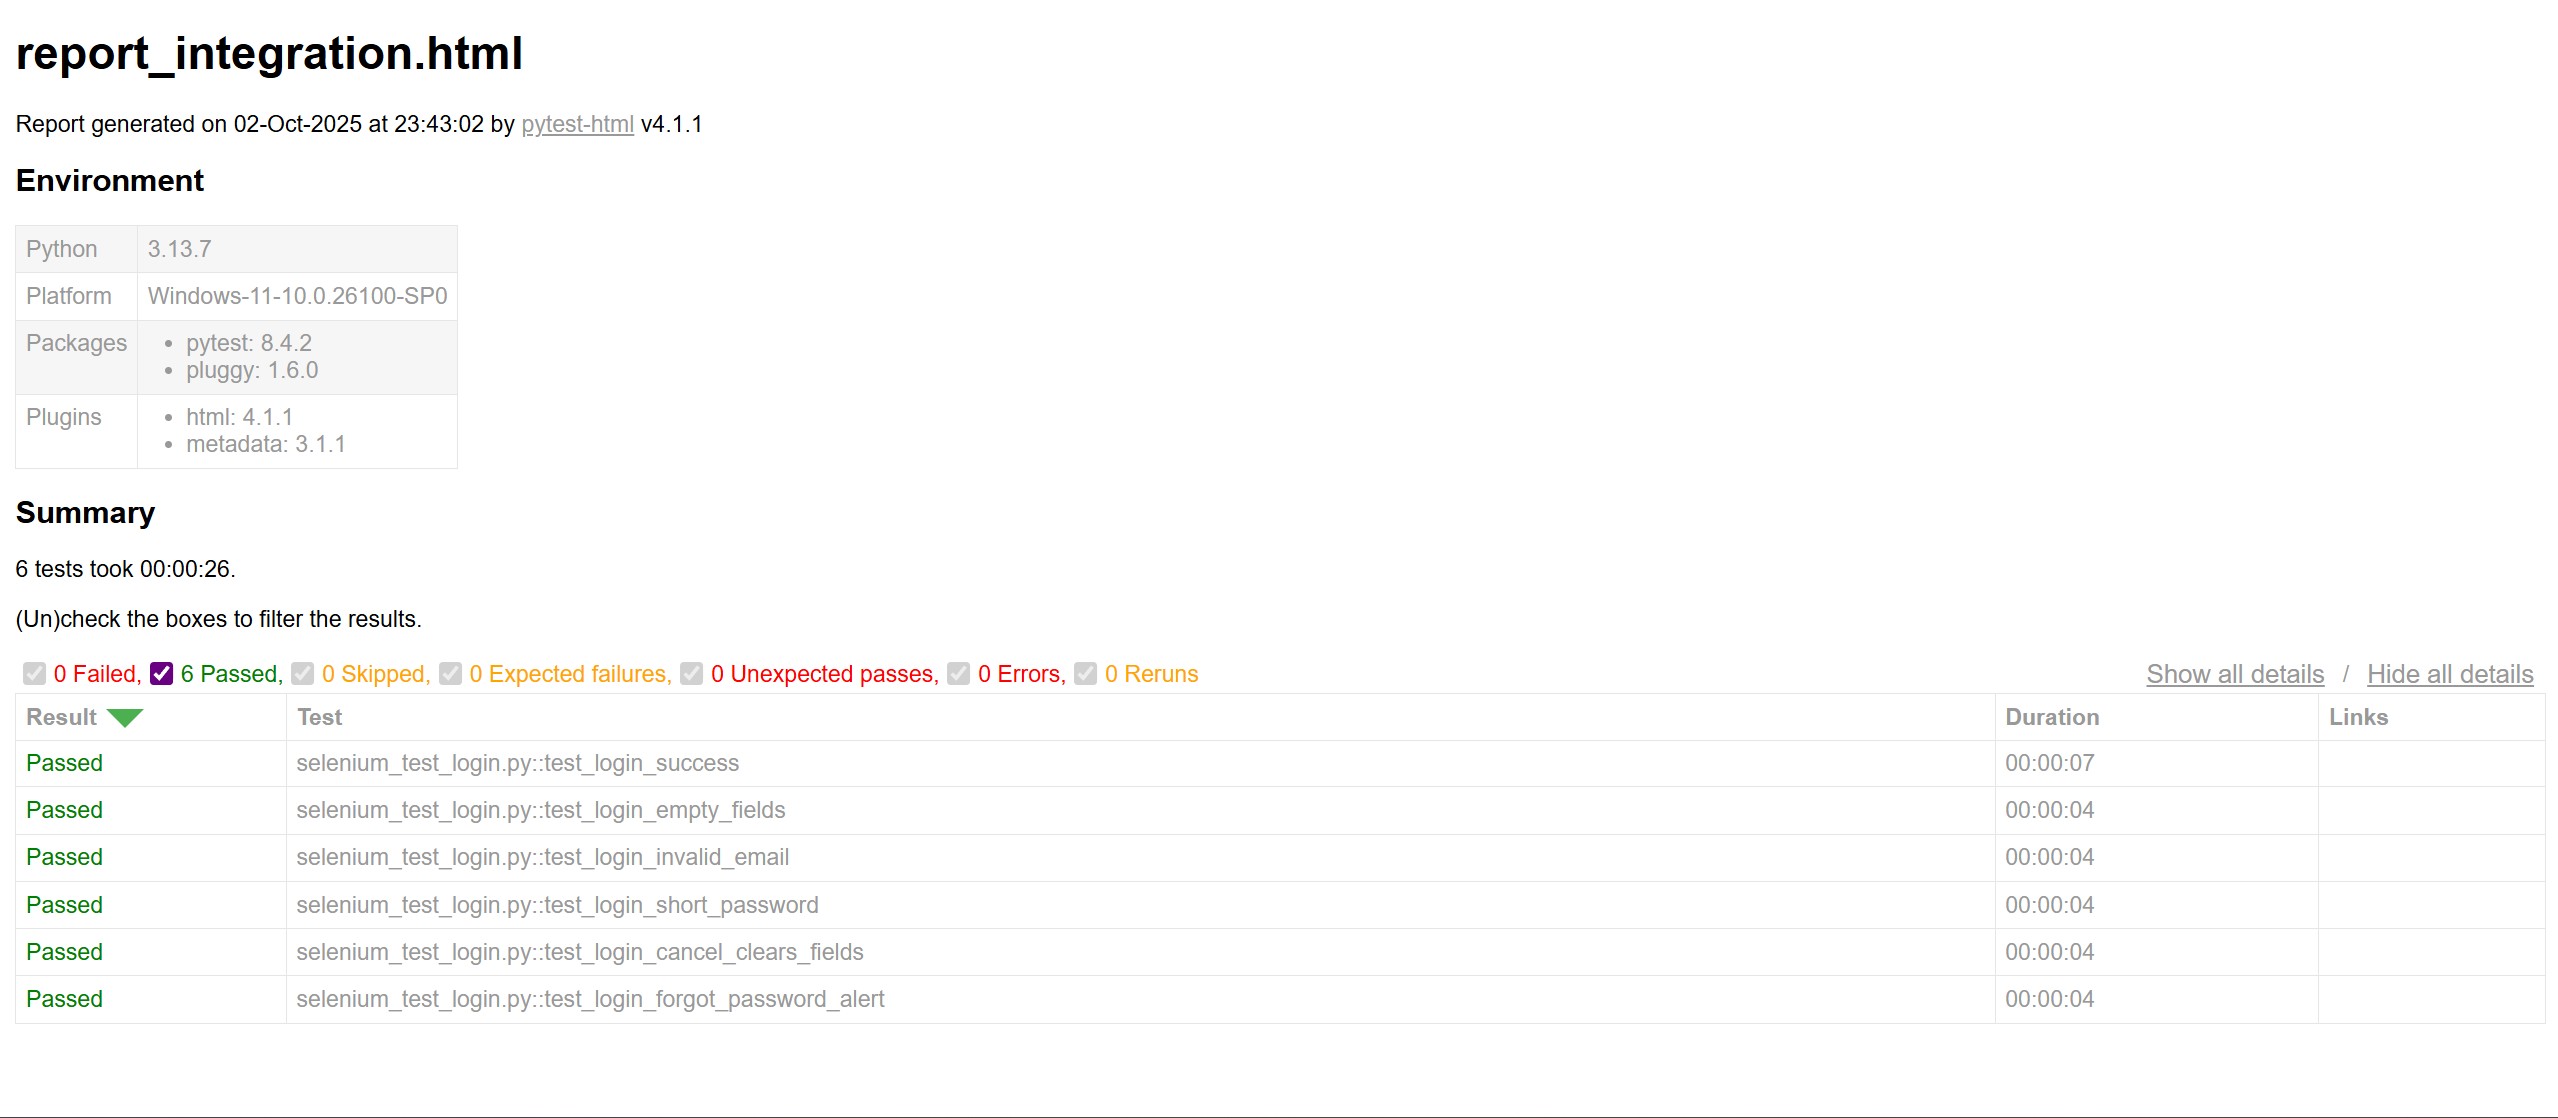 report_integration.html
Report generated on 02-Oct-2025 at 23:43:02 by pytest-html v4.1.1
Environment
Python 3.13.7
Platform Windows-11-10.0.26100-SP0
Packages • pytest: 8.4.2
• pluggy: 1.6.0
Plugins • html: 4.1.1
• metadata: 3.1.1
Summary
6 tests took 00:00:26.
(Un)check the boxes to filter the results.
0 Failed, 6 Passed, 0 Skipped, 0 Expected failures, 0 Unexpected passes, 0 Errors, 0 Reruns Show all details / Hide all details
Result Test Duration Links
Passed selenium_test_login.py::test_login_success 00:00:07
Passed selenium_test_login.py::test_login_empty_fields 00:00:04
Passed selenium_test_login.py::test_login_invalid_email 00:00:04
Passed selenium_test_login.py::test_login_short_password 00:00:04
Passed selenium_test_login.py::test_login_cancel_clears_fields 00:00:04
Passed selenium_test_login.py::test_login_forgot_password_alert 00:00:04